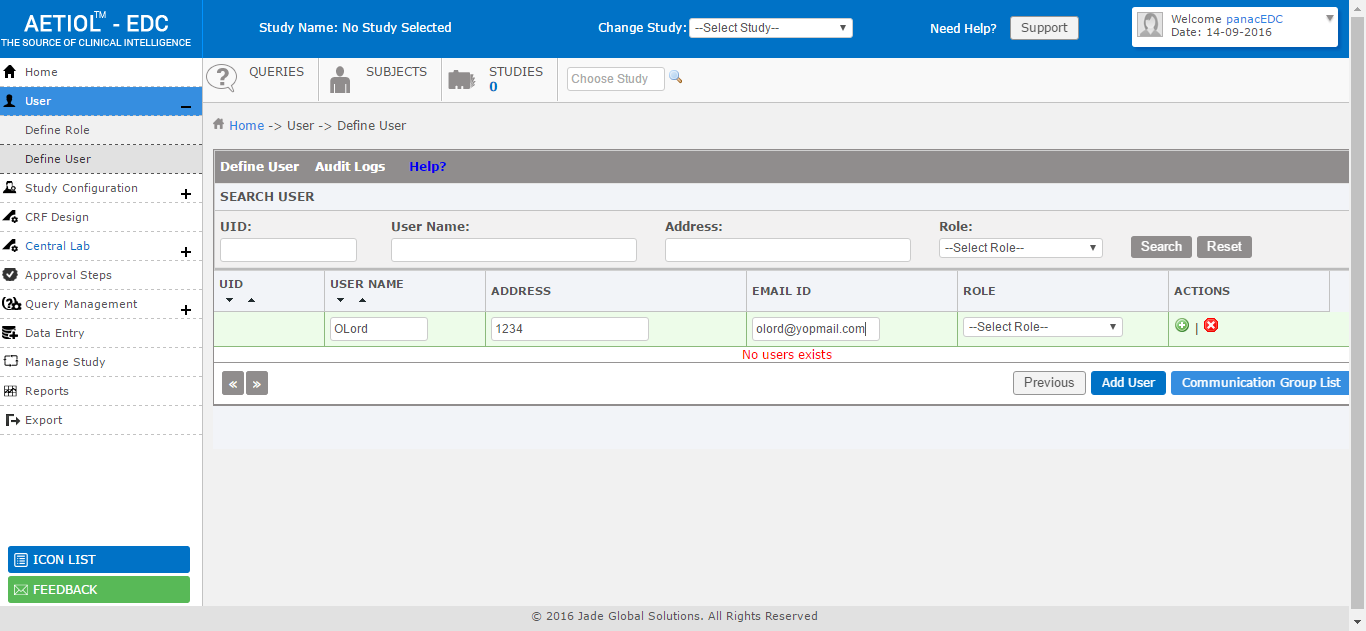 AETIOL™ - EDC
THE SOURCE OF CLINICAL INTELLIGENCE
Study Name: No Study Selected
Change Study: --Select Study--
Need Help? Support
Welcome panacEDC
Date: 14-09-2016
Home
User
Define Role
Define User
Study Configuration
CRF Design
Central Lab
Approval Steps
Query Management
Data Entry
Manage Study
Reports
Export
ICON LIST
FEEDBACK
QUERIES
SUBJECTS
STUDIES
0
Choose Study
Home -> User -> Define User
Define User Audit Logs Help?
SEARCH USER
UID: User Name: Address: Role:
--Select Role-- Search Reset
UID USER NAME ADDRESS EMAIL ID ROLE ACTIONS
OLord 1234 olord@yopmail.com --Select Role-- |
No users exists
« » Previous Add User Communication Group List
© 2016 Jade Global Solutions. All Rights Reserved